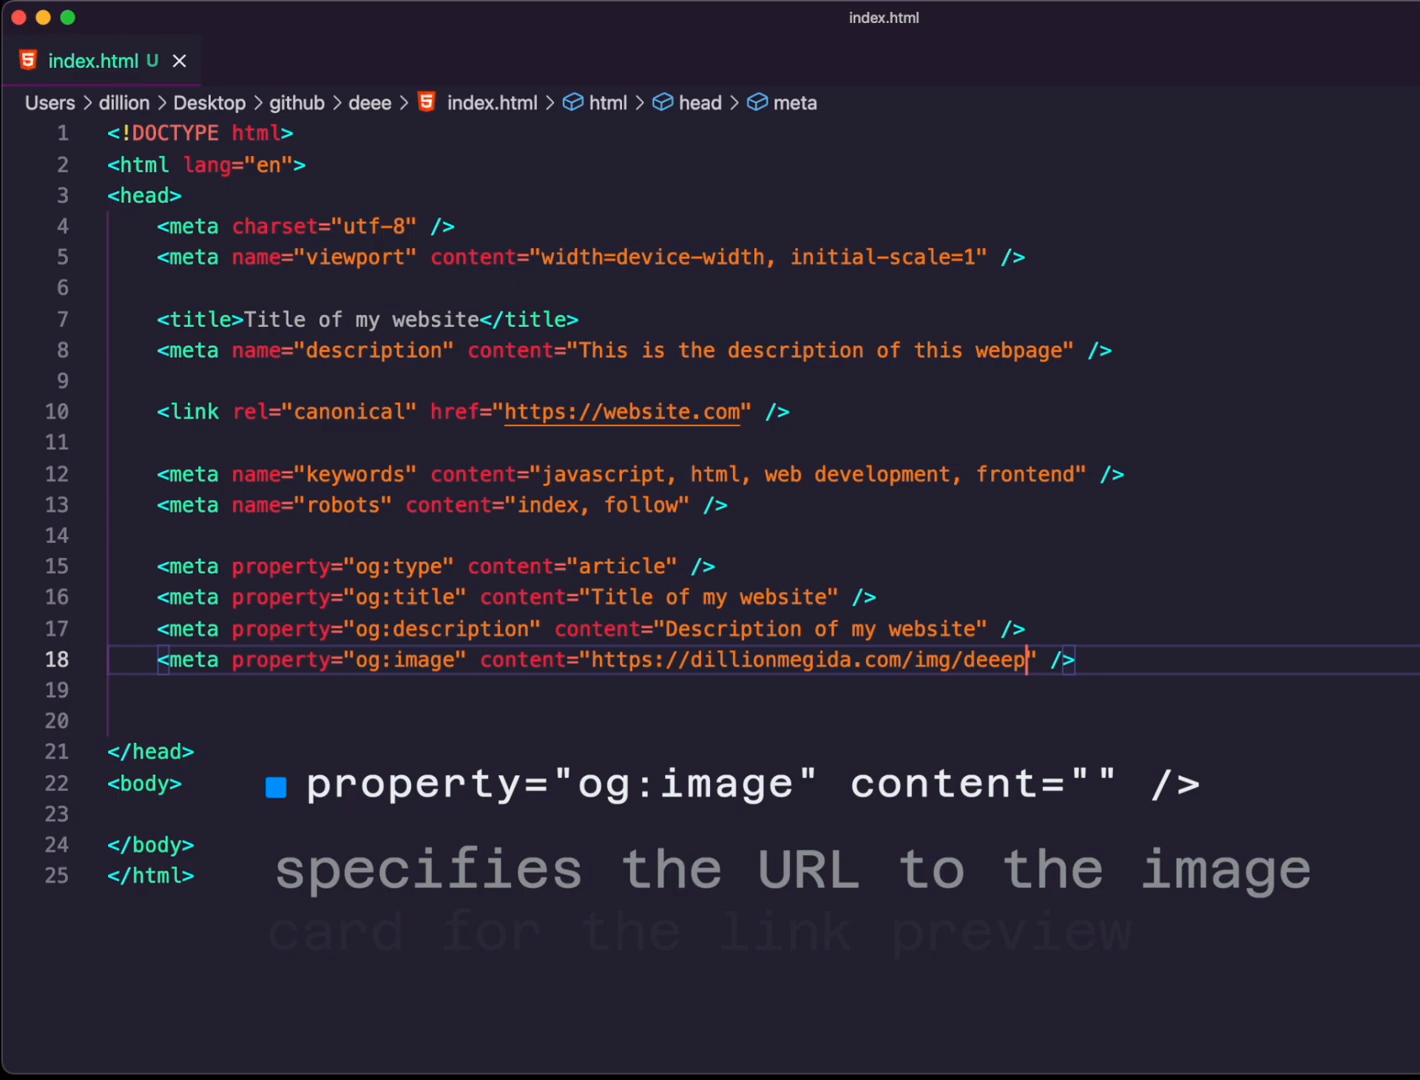 index.html
index.html U
Users > dillion > Desktop > github > deee > index.html > html > head > meta
1 <!DOCTYPE html>
2 <html lang="en">
3 <head>
4 <meta charset="utf-8" />
5 <meta name="viewport" content="width=device-width, initial-scale=1" />
6
7 <title>Title of my website</title>
8 <meta name="description" content="This is the description of this webpage" />
9
10 <link rel="canonical" href="https://website.com" />
11
12 <meta name="keywords" content="javascript, html, web development, frontend" />
13 <meta name="robots" content="index, follow" />
14
15 <meta property="og:type" content="article" />
16 <meta property="og:title" content="Title of my website" />
17 <meta property="og:description" content="Description of my website" />
18 <meta property="og:image" content="https://dillionmegida.com/img/deeep" />
19
20
21 </head>
22 <body>
23
24 </body>
25 </html>
property="og:image" content="" />
specifies the URL to the image
card for the link preview